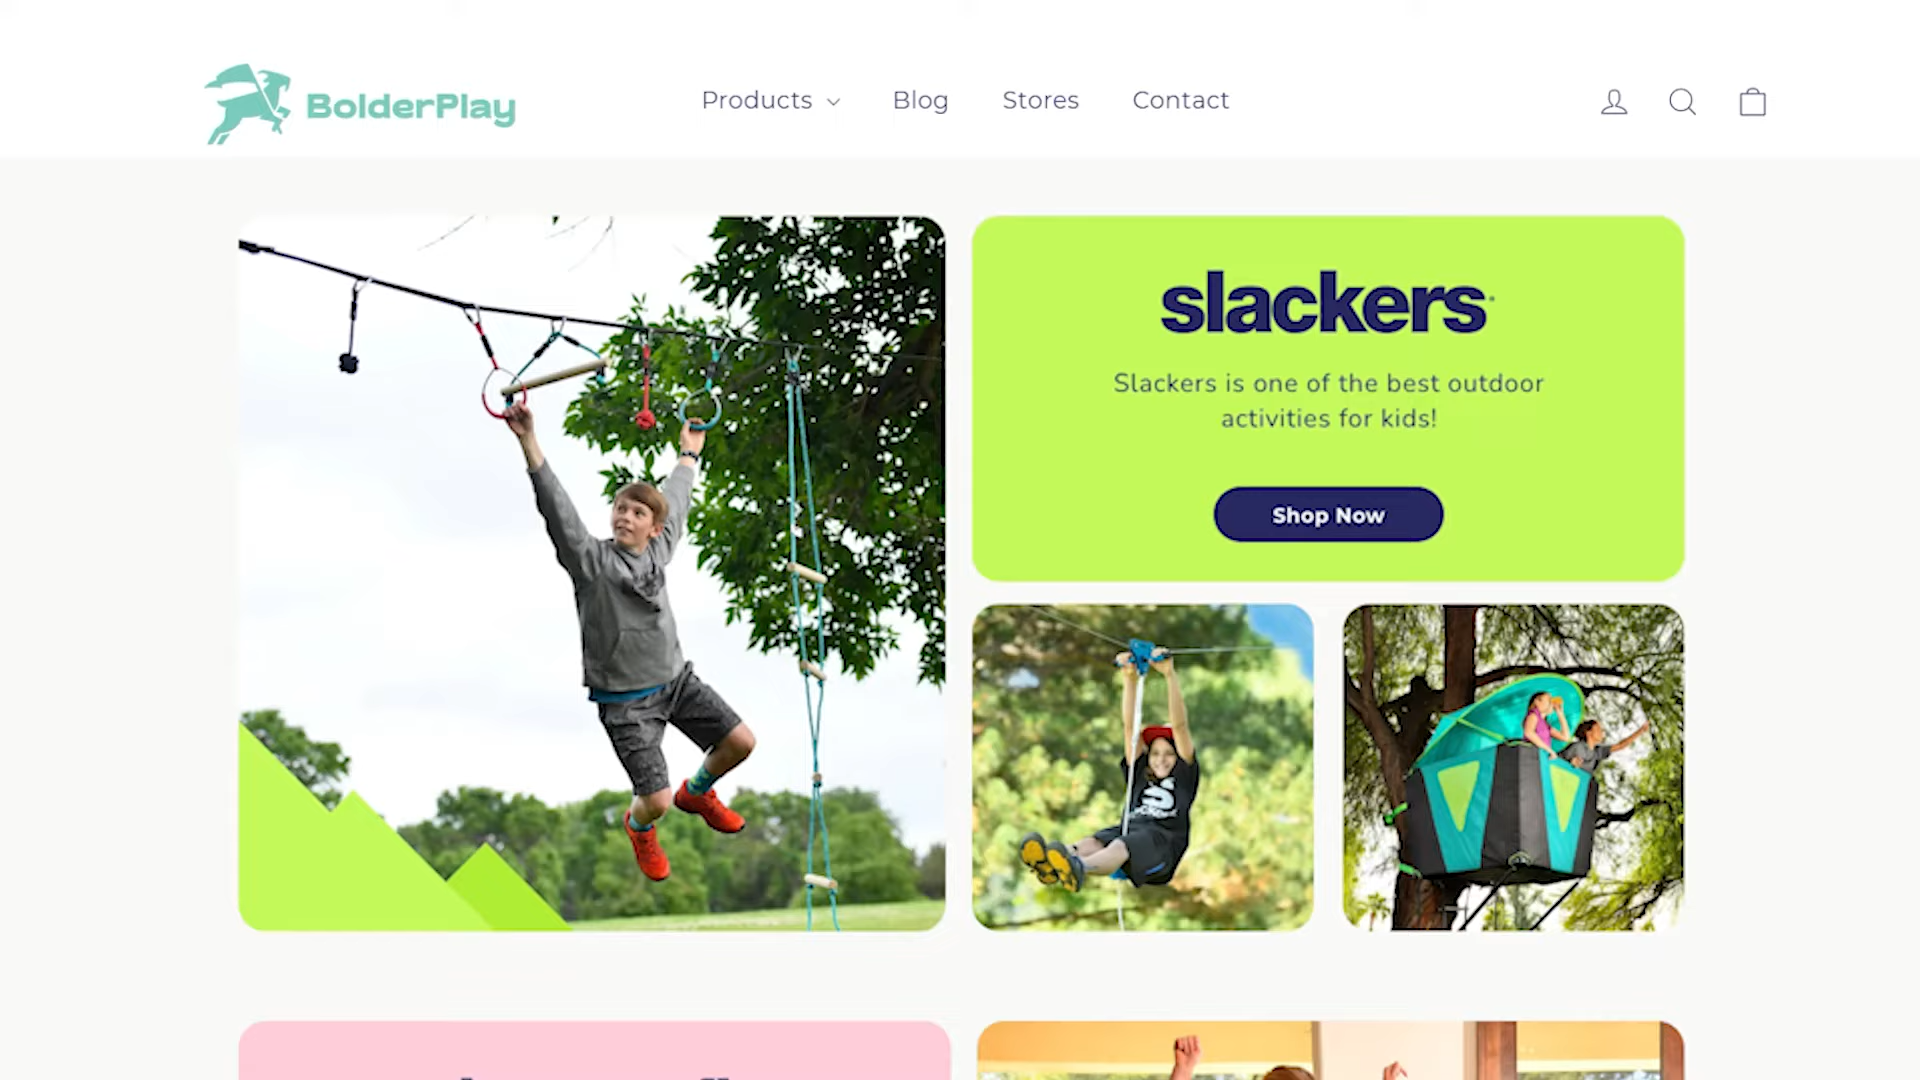 BolderPlay
Products
Blog
Stores
Contact
slackers
Slackers is one of the best outdoor
activities for kids!
Shop Now